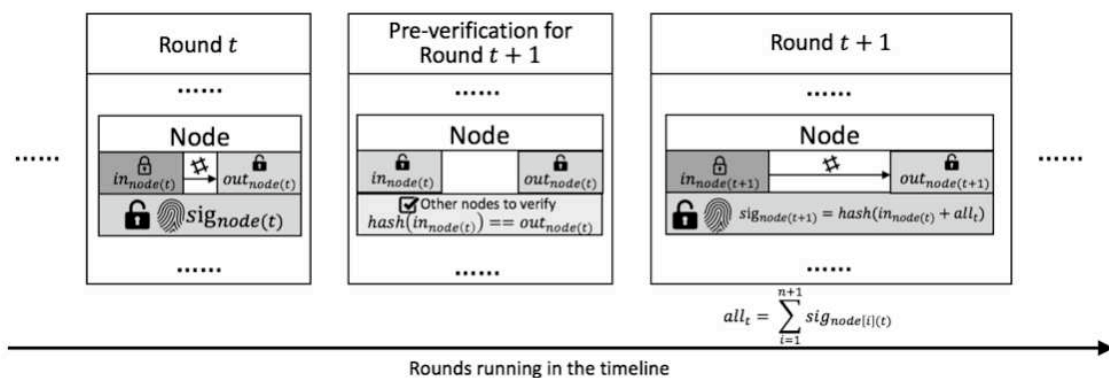 Round t
......
Node
in_node(t)
out_node(t)
sig_node(t)
......
......
Pre-verification for
Round t + 1
......
Node
in_node(t)
out_node(t)
Other nodes to verify
hash(in_node(t)) == out_node(t)
......
Round t + 1
......
Node
in_node(t+1)
out_node(t+1)
sig_node(t+1) = hash(in_node(t) + all_t)
......
......
all_t = \sum_{i=1}^{n+1} sig_node[i](t)
Rounds running in the timeline